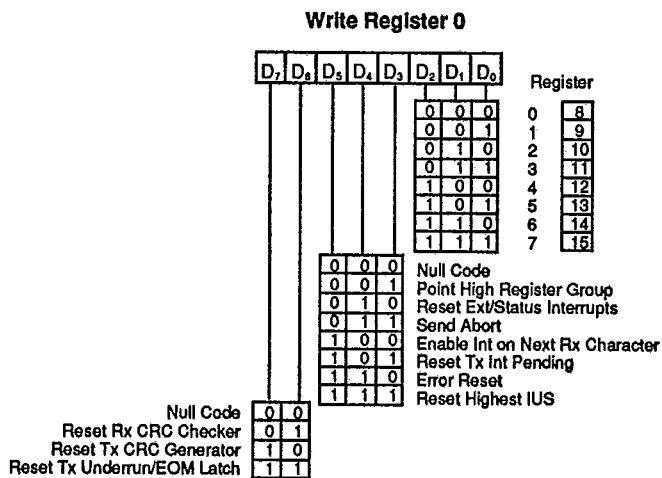 Write Register 0
D7 D6 D5 D4 D3 D2 D1 D0
Register
0 0 0 0 8
0 0 1 1 9
0 1 0 2 10
0 1 1 3 11
1 0 0 4 12
1 0 1 5 13
1 1 0 6 14
1 1 1 7 15
0 0 0 Null Code
0 0 1 Point High Register Group
0 1 0 Reset Ext/Status Interrupts
0 1 1 Send Abort
1 0 0 Enable Int on Next Rx Character
1 0 1 Reset Tx Int Pending
1 1 0 Error Reset
1 1 1 Reset Highest IUS
Null Code 0 0
Reset Rx CRC Checker 0 1
Reset Tx CRC Generator 1 0
Reset Tx Underrun/EOM Latch 1 1